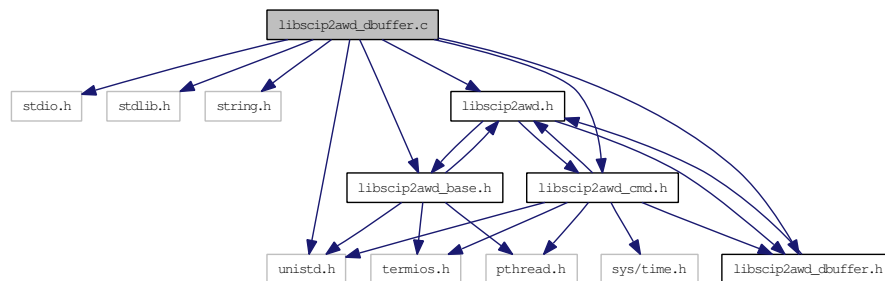 libscip2awd_dbuffer.c
stdio.h
stdlib.h
string.h
libscip2awd.h
libscip2awd_base.h
libscip2awd_cmd.h
unistd.h
termios.h
pthread.h
sys/time.h
libscip2awd_dbuffer.h